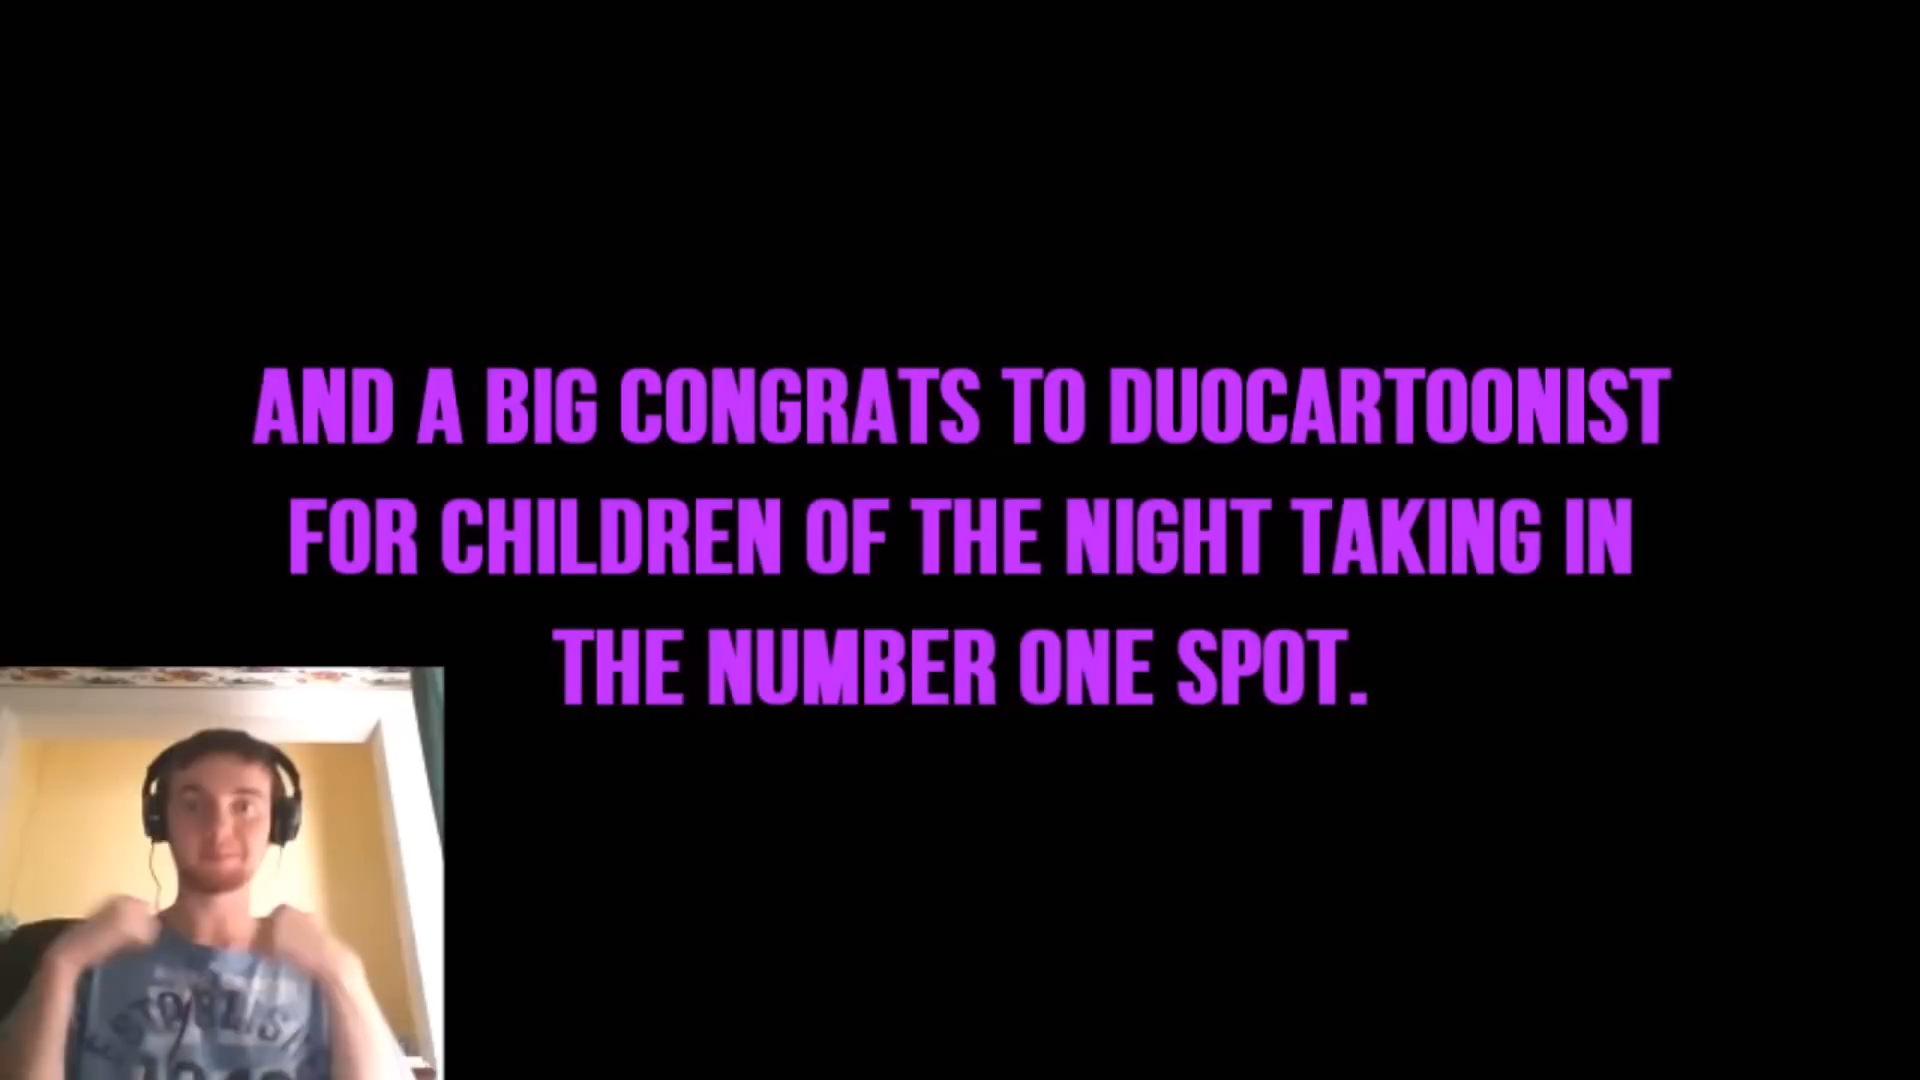 AND A BIG CONGRATS TO DUOCARTOONIST
FOR CHILDREN OF THE NIGHT TAKING IN
THE NUMBER ONE SPOT.